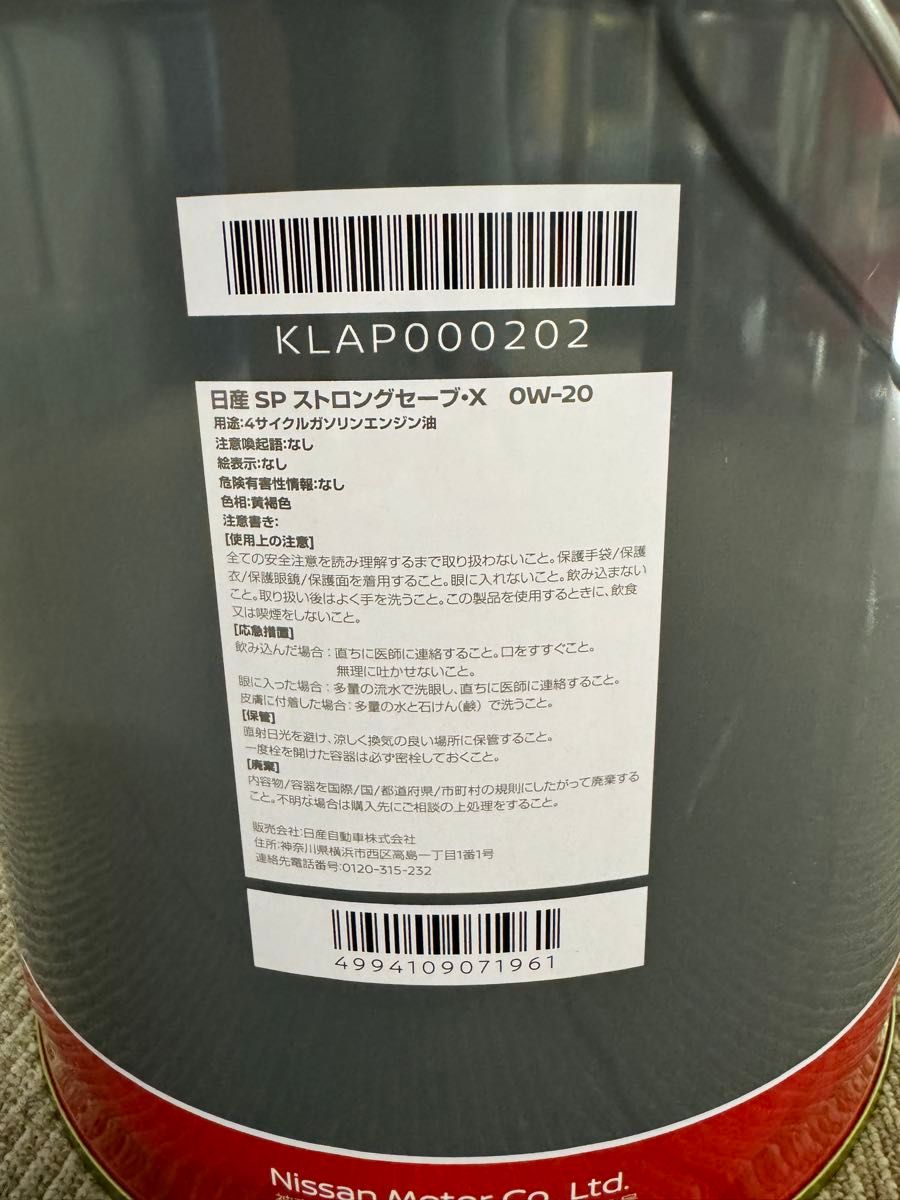 KLAP000202
日産 SP ストロングセーブ・X 0W-20
用途:4サイクルガソリンエンジン油
注意喚起語:なし
絵表示:なし
危険有害性情報:なし
色相:黄褐色
注意書き:
[使用上の注意]
全ての安全注意を読み理解するまで取り扱わないこと。保護手袋/保護
衣/保護眼鏡/保護面を着用すること。眼に入れないこと。飲み込まない
こと。取り扱い後はよく手を洗うこと。この製品を使用するときに、飲食
又は喫煙をしないこと。
[応急措置]
飲み込んだ場合:直ちに医師に連絡すること。口をすすぐこと。
無理に吐かせないこと。
眼に入った場合:多量の流水で洗眼し、直ちに医師に連絡すること。
皮膚に付着した場合:多量の水と石けん(鹸)で洗うこと。
[保管]
直射日光を避け、涼しく換気の良い場所に保管すること。
一度栓を開けた容器は必ず密栓しておくこと。
[廃棄]
内容物/容器を国際/国/都道府県/市町村の規則にしたがって廃棄する
こと。不明な場合は購入先にご相談の上処理をすること。
販売会社:日産自動車株式会社
住所:神奈川県横浜市西区高島一丁目1番1号
連絡先電話番号:0120-315-232
4994109071961
Nissan Motor Co., Ltd.